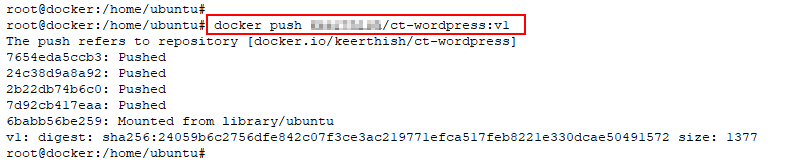 root@docker:/home/ubuntu#
root@docker:/home/ubuntu# docker push /ct-wordpress:v1
The push refers to repository [docker.io/keerthish/ct-wordpress]
7654eda5ccb3: Pushed
24c38d9a8a92: Pushed
2b22db74b6c0: Pushed
7d92cb417eaa: Pushed
6babb56be259: Mounted from library/ubuntu
v1: digest: sha256:24059b6c2756dfe842c07f3ce3ac219771efca517feb8221e330dcae50491572 size: 1377
root@docker:/home/ubuntu#